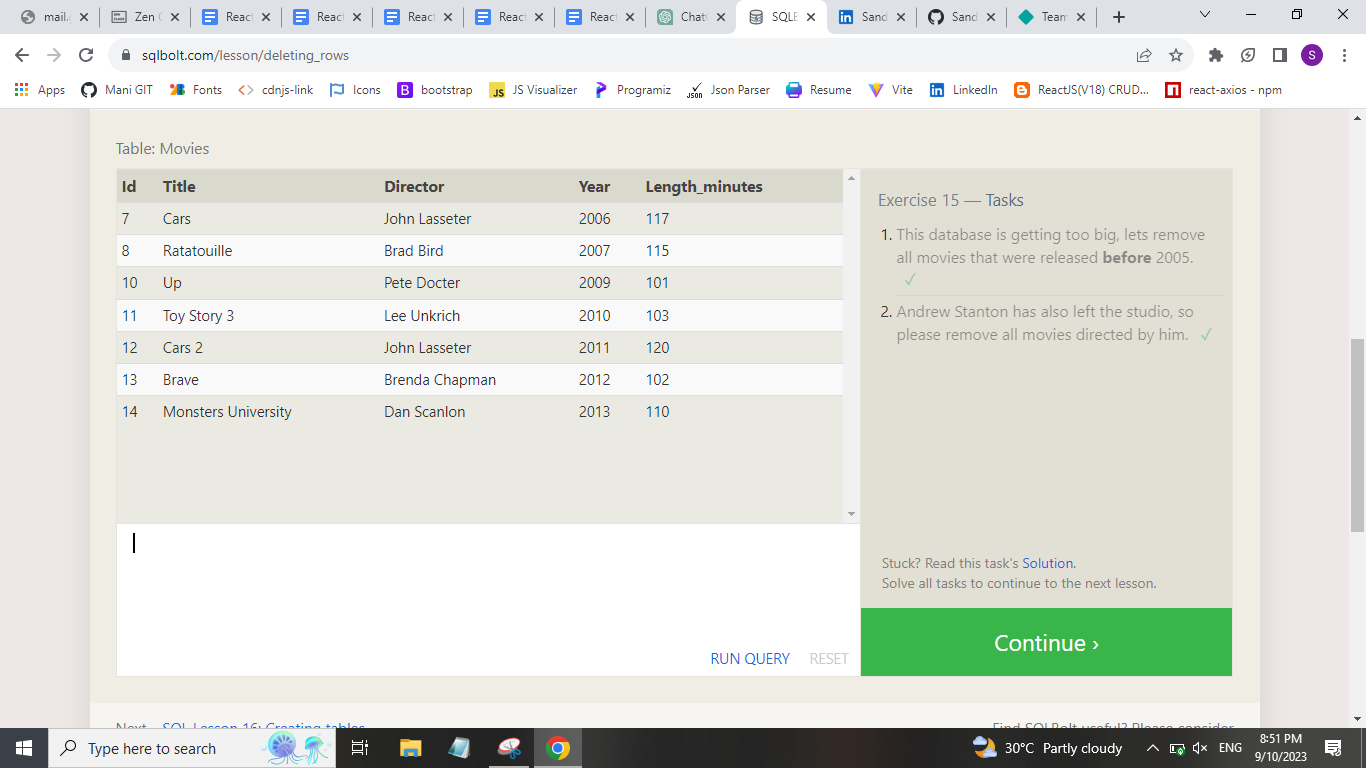 mail. Zen React React React React React Chat SQLB Sand Sand Team
sqlbolt.com/lesson/deleting_rows S
Apps Mani GIT Fonts cdnjs-link Icons bootstrap JS Visualizer Programiz Json Parser Resume Vite LinkedIn ReactJS(V18) CRUD... react-axios - npm
Table: Movies
Id Title Director Year Length_minutes
7 Cars John Lasseter 2006 117
8 Ratatouille Brad Bird 2007 115
10 Up Pete Docter 2009 101
11 Toy Story 3 Lee Unkrich 2010 103
12 Cars 2 John Lasseter 2011 120
13 Brave Brenda Chapman 2012 102
14 Monsters University Dan Scanlon 2013 110
RUN QUERY RESET
Exercise 15 — Tasks
1. This database is getting too big, lets remove
all movies that were released before 2005.
✓
2. Andrew Stanton has also left the studio, so
please remove all movies directed by him. ✓
Stuck? Read this task's Solution.
Solve all tasks to continue to the next lesson.
Continue ›
Next – SQL Lesson 16: Creating tables
Find SQLBolt useful? Please consider
Type here to search
30°C Partly cloudy
ENG
8:51 PM
9/10/2023